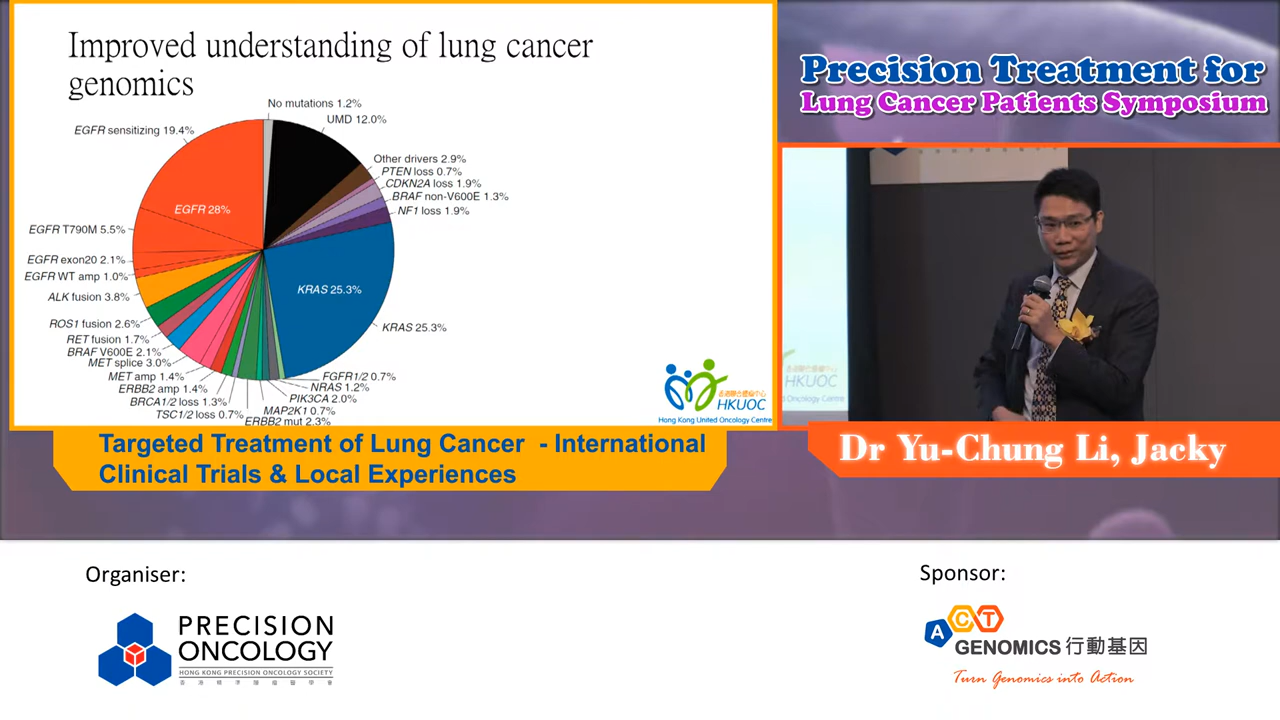 Improved understanding of lung cancer
genomics
No mutations 1.2%
UMD 12.0%
EGFR sensitizing 19.4%
Other drivers 2.9%
PTEN loss 0.7%
CDKN2A loss 1.9%
BRAF non-V600E 1.3%
NF1 loss 1.9%
EGFR 28%
EGFR T790M 5.5%
EGFR exon20 2.1%
EGFR WT amp 1.0%
ALK fusion 3.8%
KRAS 25.3%
KRAS 25.3%
ROS1 fusion 2.6%
RET fusion 1.7%
BRAF V600E 2.1%
MET splice 3.0%
MET amp 1.4%
ERBB2 amp 1.4%
BRCA1/2 loss 1.3%
TSC1/2 loss 0.7%
ERBB2 mut 2.3%
MAP2K1 0.7%
PIK3CA 2.0%
NRAS 1.2%
FGFR1/2 0.7%
HKUOC
Hong Kong United Oncology Centre
Precision Treatment for
Lung Cancer Patients Symposium
HKUOC
Oncology Centre
Targeted Treatment of Lung Cancer - International
Clinical Trials & Local Experiences
Dr Yu-Chung Li, Jacky
Organiser:
PRECISION
ONCOLOGY
HONG KONG PRECISION ONCOLOGY SOCIETY
Sponsor:
ACT
GENOMICS 行動基因
Turn Genomics into Action